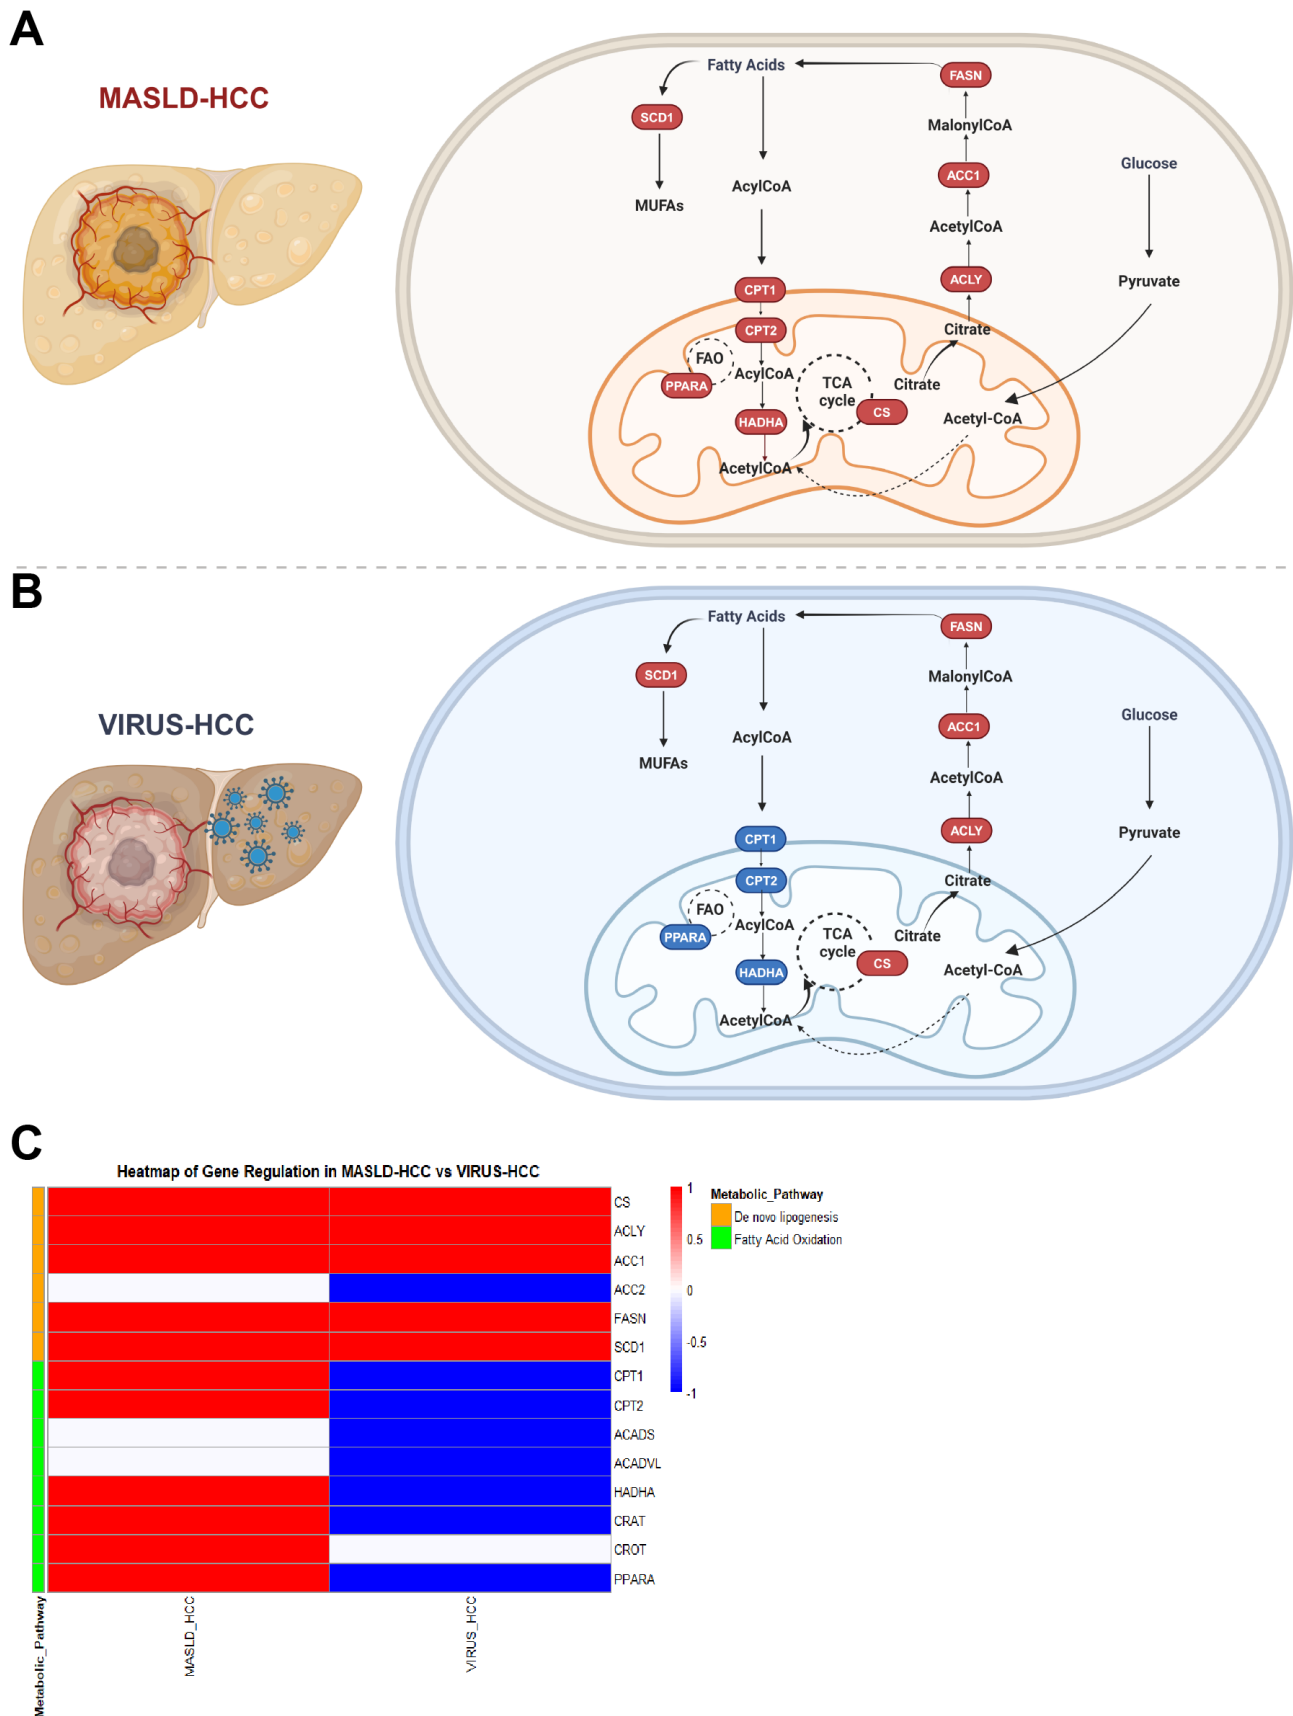 A
MASLD-HCC
Fatty Acids
FASN
SCD1
MalonylCoA
Glucose
ACC1
AcylCoA
MUFAs
AcetylCoA
ACLY
Pyruvate
CPT1
CPT2
Citrate
FAO
AcylCoA
TCA
cycle
Citrate
PPARA
CS
HADHA
Acetyl-CoA
AcetylCoA
B
VIRUS-HCC
Fatty Acids
FASN
SCD1
MalonylCoA
Glucose
ACC1
AcylCoA
MUFAs
AcetylCoA
ACLY
Pyruvate
CPT1
CPT2
Citrate
FAO
AcylCoA
TCA
cycle
Citrate
PPARA
CS
HADHA
Acetyl-CoA
AcetylCoA
C
Heatmap of Gene Regulation in MASLD-HCC vs VIRUS-HCC
CS
ACLY
ACC1
ACC2
FASN
SCD1
CPT1
CPT2
ACADS
ACADVL
HADHA
CRAT
CROT
PPARA
1
0.5
0
-0.5
-1
Metabolic_Pathway
De novo lipogenesis
Fatty Acid Oxidation
Metabolic_Pathway
MASLD_HCC
VIRUS_HCC